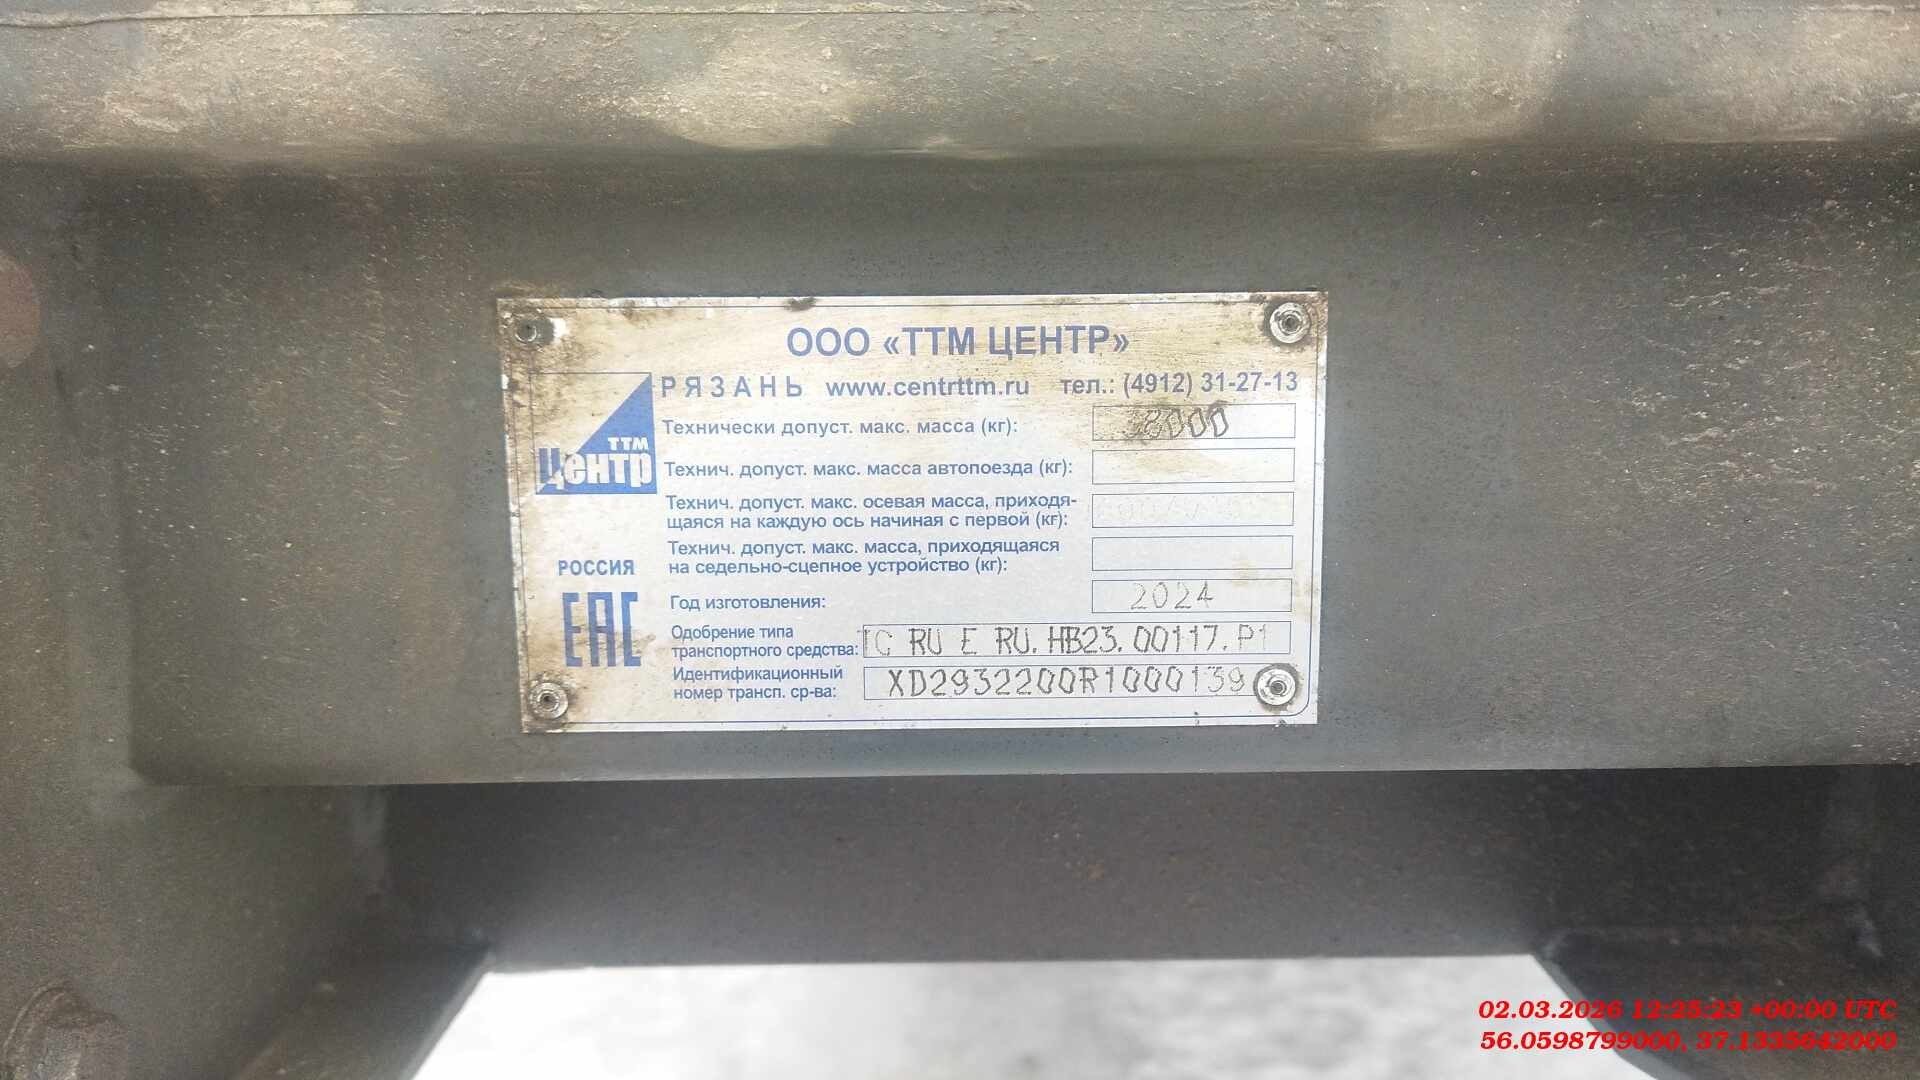 ООО «ТТМ ЦЕНТР»
РЯЗАНЬ www.centrttm.ru тел.: (4912) 31-27-13
ТТМ
Центр
Технически допуст. макс. масса (кг):
Технич. допуст. макс. масса автопоезда (кг):
Технич. допуст. макс. осевая масса, приходя-
щаяся на каждую ось начиная с первой (кг):
Технич. допуст. макс. масса, приходящаяся
на седельно-сцепное устройство (кг):
РОССИЯ
EAC
Год изготовления: 2024
Одобрение типа
транспортного средства: TC RU E RU.НВ23.00117.Р1
Идентификационный
номер трансп. ср-ва: XD2932200R1000139
02.03.2026 12:25:23 +00:00 UTC
56.0598799000, 37.1335642000